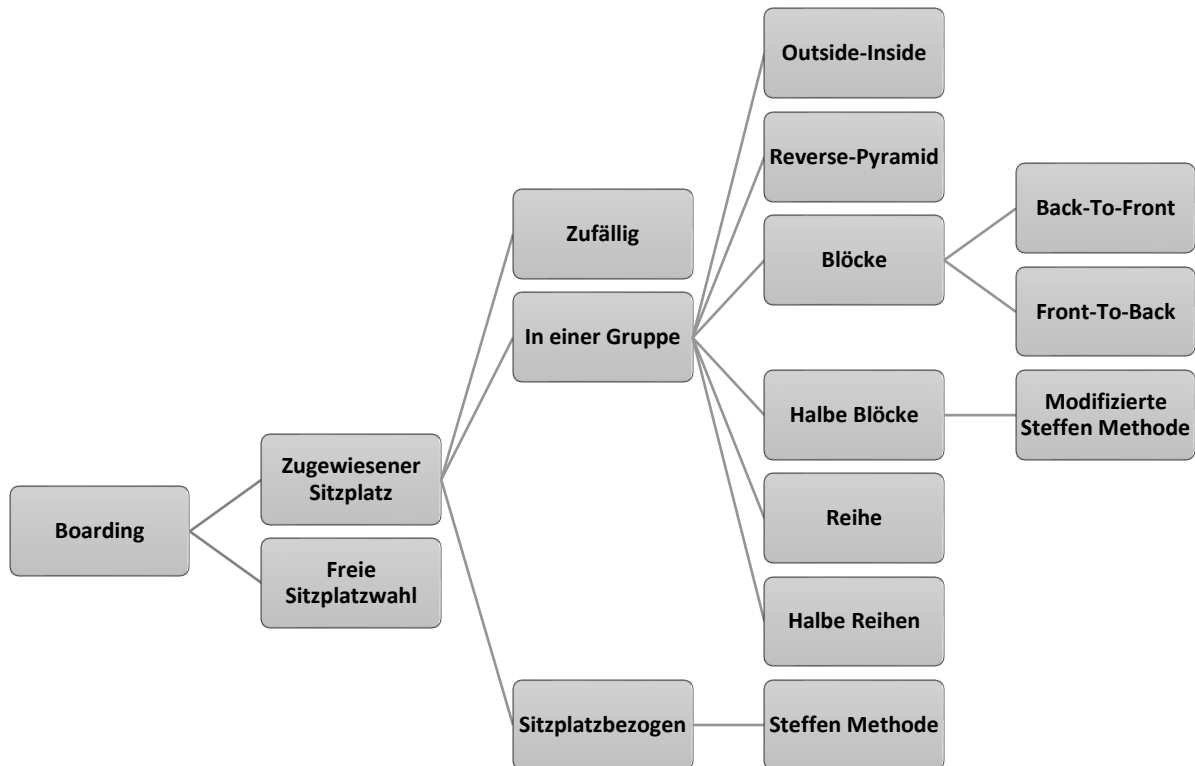 Outside-Inside
Reverse-Pyramid
Back-To-Front
Zufällig
Blöcke
Front-To-Back
In einer Gruppe
Halbe Blöcke
Modifizierte
Steffen Methode
Zugewiesener
Sitzplatz
Boarding
Reihe
Freie
Sitzplatzwahl
Halbe Reihen
Sitzplatzbezogen
Steffen Methode